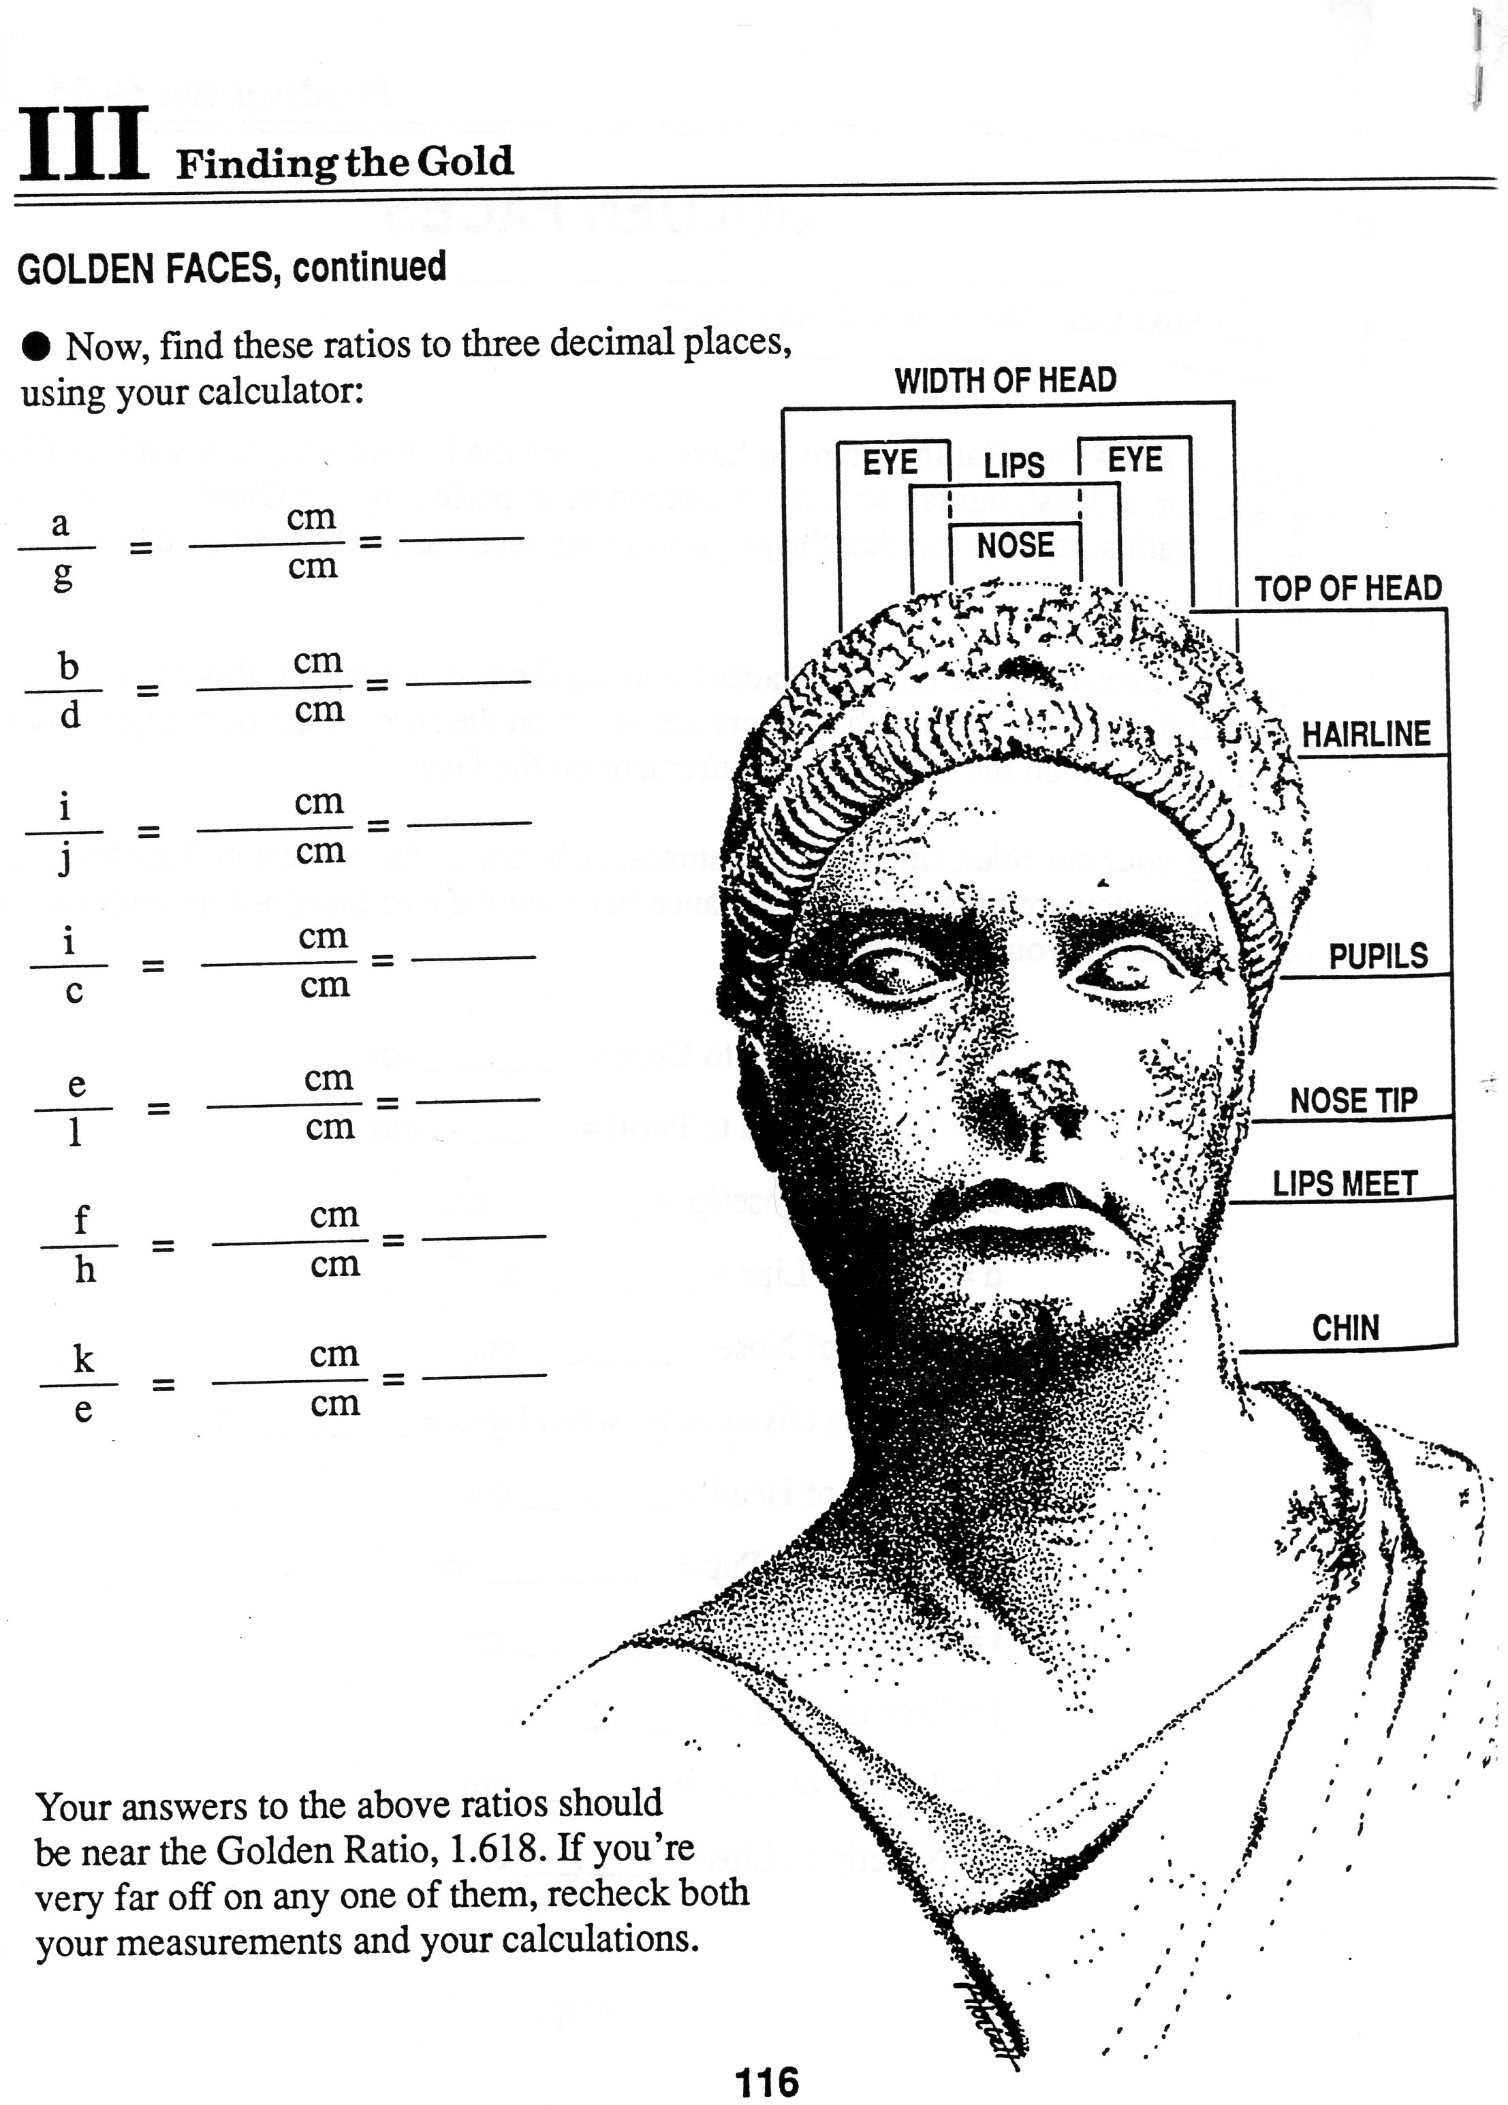 III Finding the Gold
GOLDEN FACES, continued
● Now, find these ratios to three decimal places,
using your calculator:
WIDTH OF HEAD
EYE LIPS EYE
NOSE
TOP OF HEAD
HAIRLINE
PUPILS
NOSE TIP
LIPS MEET
CHIN
a cm
= =
g cm
b cm
= =
d cm
i cm
= =
j cm
i cm
= =
c cm
e cm
= =
l cm
f cm
= =
h cm
k cm
= =
e cm
Your answers to the above ratios should
be near the Golden Ratio, 1.618. If you're
very far off on any one of them, recheck both
your measurements and your calculations.
116